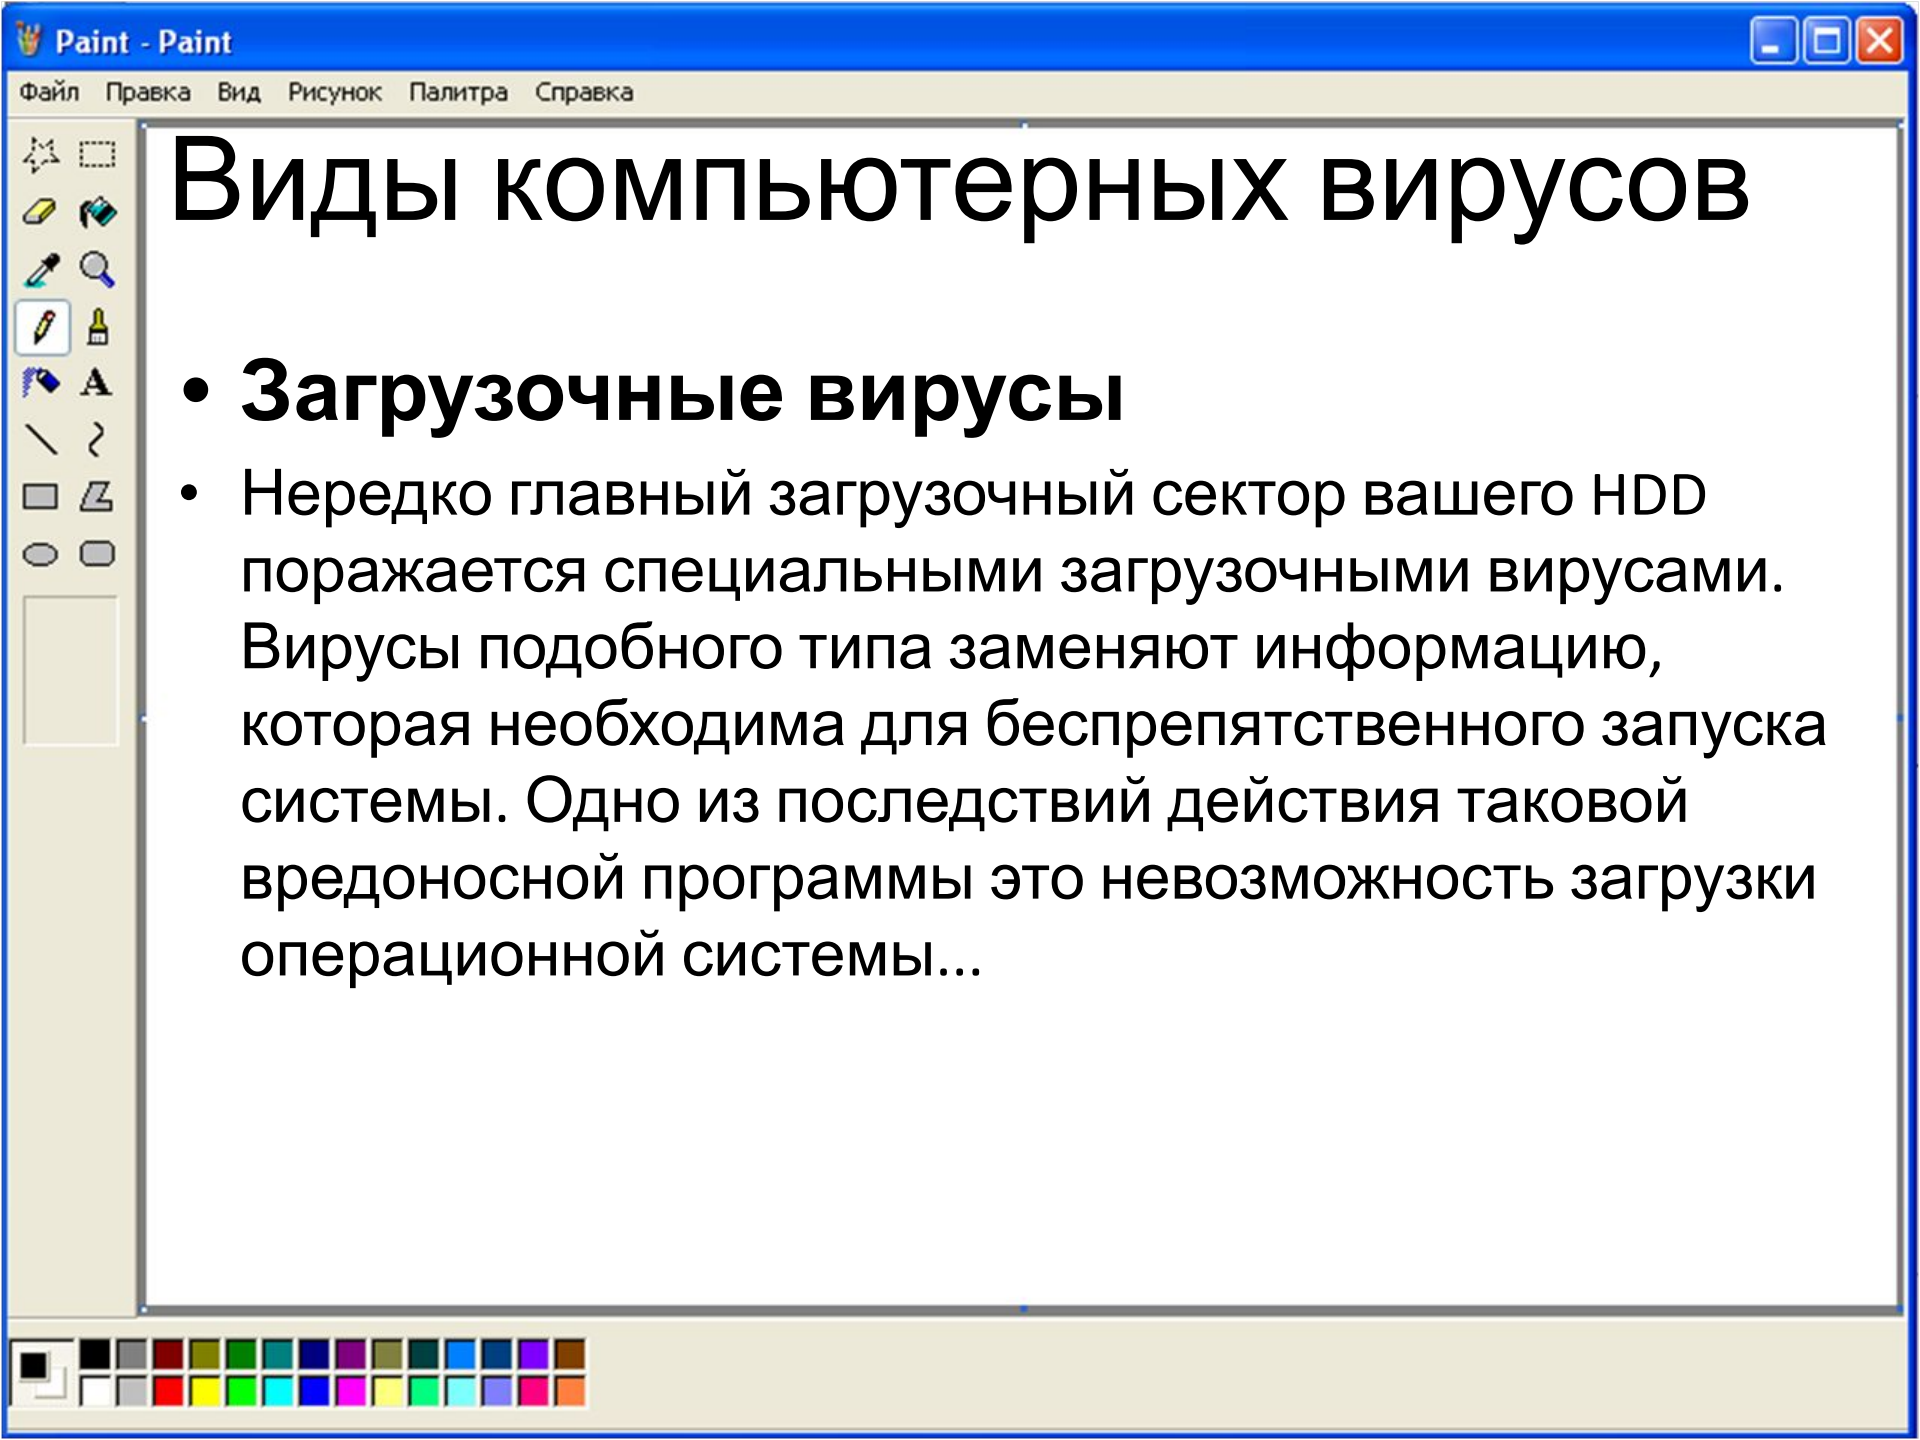 Paint - Paint
Файл Правка Вид Рисунок Палитра Справка
Виды компьютерных вирусов
• Загрузочные вирусы
• Нередко главный загрузочный сектор вашего HDD
поражается специальными загрузочными вирусами.
Вирусы подобного типа заменяют информацию,
которая необходима для беспрепятственного запуска
системы. Одно из последствий действия таковой
вредоносной программы это невозможность загрузки
операционной системы...
A